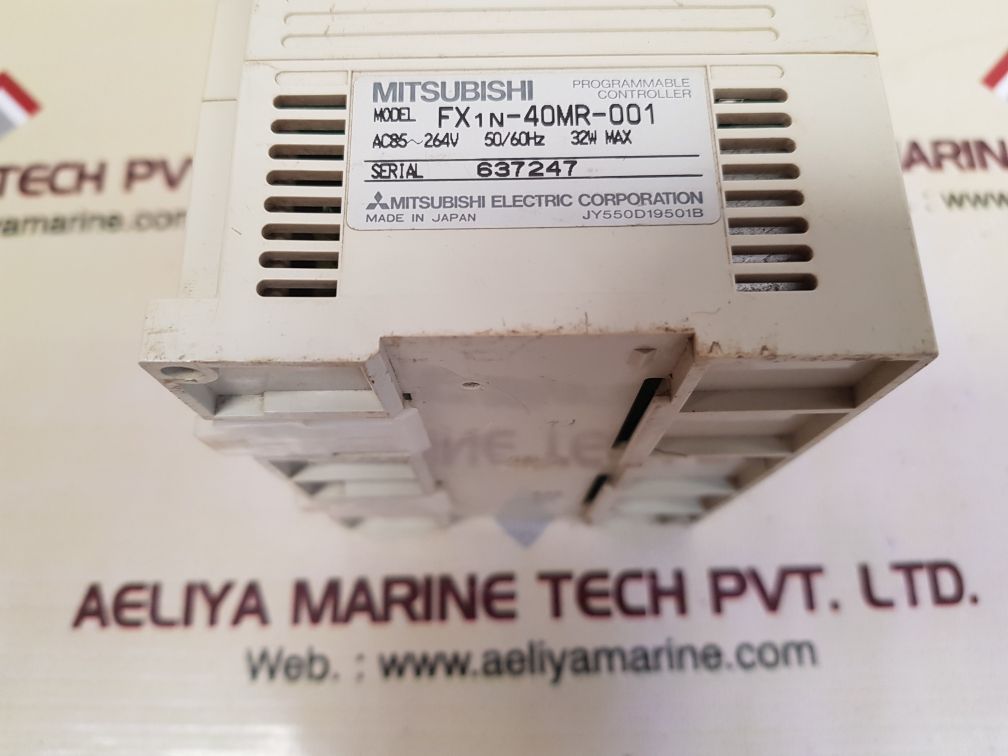 MITSUBISHI PROGRAMMABLE CONTROLLER
MODEL FX1N-40MR-001
AC85~264V 50/60Hz 32W MAX
SERIAL 637247
MITSUBISHI ELECTRIC CORPORATION
MADE IN JAPAN JY550D19501B
TECH PV
yamarine.com
ARIN
www
AELIYA MARINE TECH PVT. LTD.
Web. : www.aeliyamarine.com